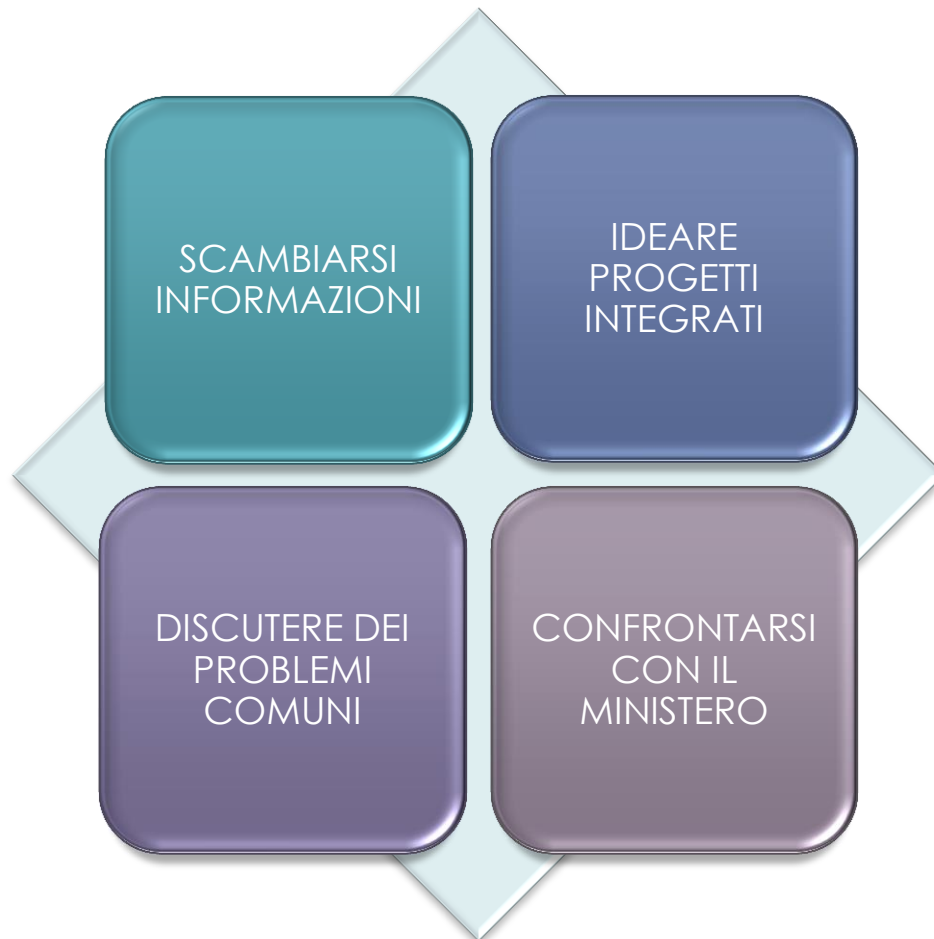 SCAMBIARSI
INFORMAZIONI
IDEARE
PROGETTI
INTEGRATI
DISCUTERE DEI
PROBLEMI
COMUNI
CONFRONTARSI
CON IL
MINISTERO